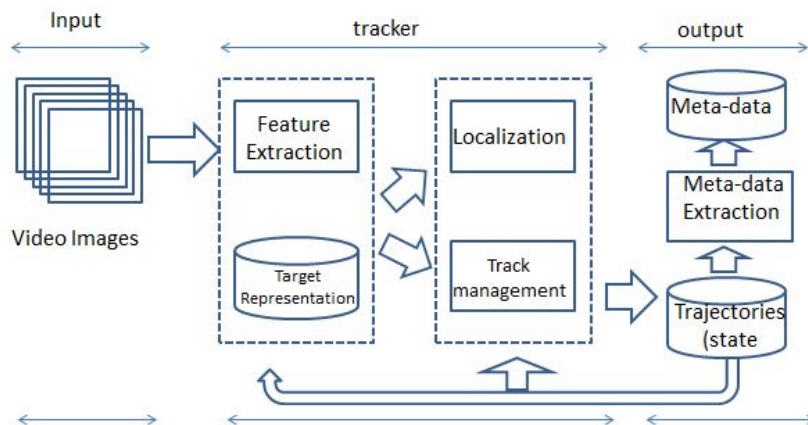 Input
tracker
output
Feature
Extraction
Localization
Meta-data
Meta-data
Extraction
Video Images
Target
Representation
Track
management
Trajectories
(state